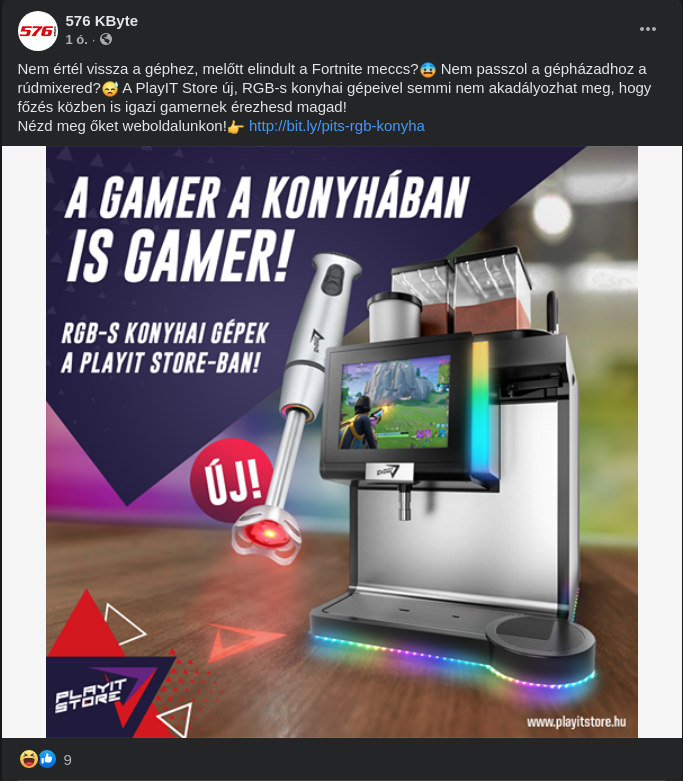 576 KByte
1 ó. ·
Nem értél vissza a géphez, melőtt elindult a Fortnite meccs?😰 Nem passzol a gépházadhoz a
rúdmixered?😅 A PlayIT Store új, RGB-s konyhai gépeivel semmi nem akadályozhat meg, hogy
főzés közben is igazi gamernek érezhesd magad!
Nézd meg őket weboldalunkon!👉 http://bit.ly/pits-rgb-konyha
A GAMER A KONYHÁBAN
IS GAMER!
RGB-S KONYHAI GÉPEK
A PLAYIT STORE-BAN!
ÚJ!
PLAYIT
STORE
www.playitstore.hu
9